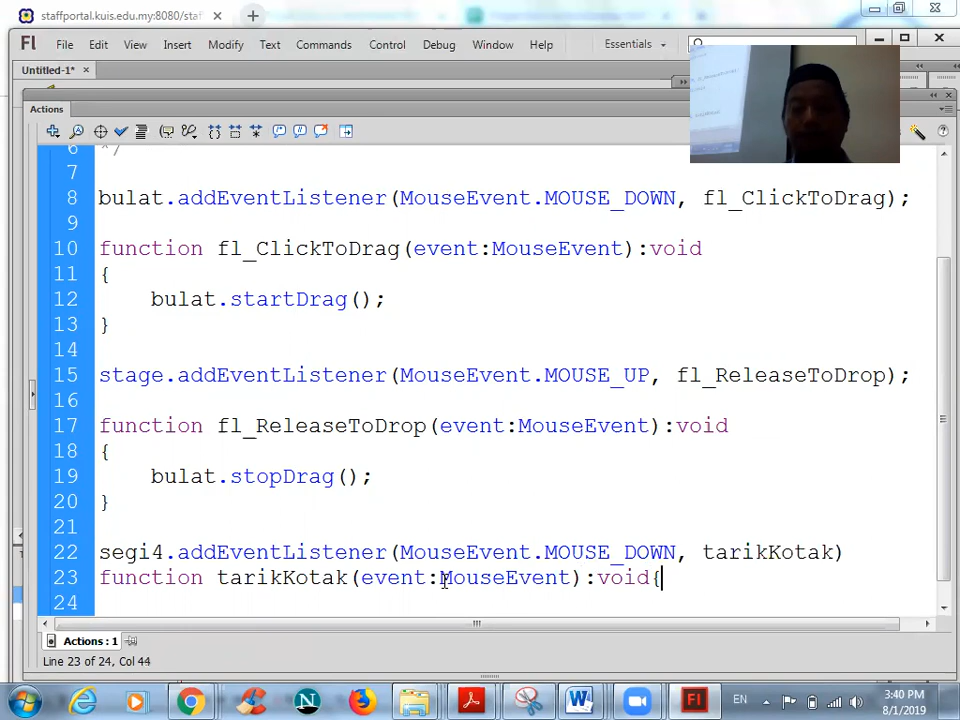 staffportal.kuis.edu.my:8080/staf
Fl File Edit View Insert Modify Text Commands Control Debug Window Help Essentials
Untitled-1*
Actions
6 */
7
8 bulat.addEventListener(MouseEvent.MOUSE_DOWN, fl_ClickToDrag);
9
10 function fl_ClickToDrag(event:MouseEvent):void
11 {
12 bulat.startDrag();
13 }
14
15 stage.addEventListener(MouseEvent.MOUSE_UP, fl_ReleaseToDrop);
16
17 function fl_ReleaseToDrop(event:MouseEvent):void
18 {
19 bulat.stopDrag();
20 }
21
22 segi4.addEventListener(MouseEvent.MOUSE_DOWN, tarikKotak)
23 function tarikKotak(event:MouseEvent):void{
24
Actions : 1
Line 23 of 24, Col 44
EN
3:40 PM
8/1/2019